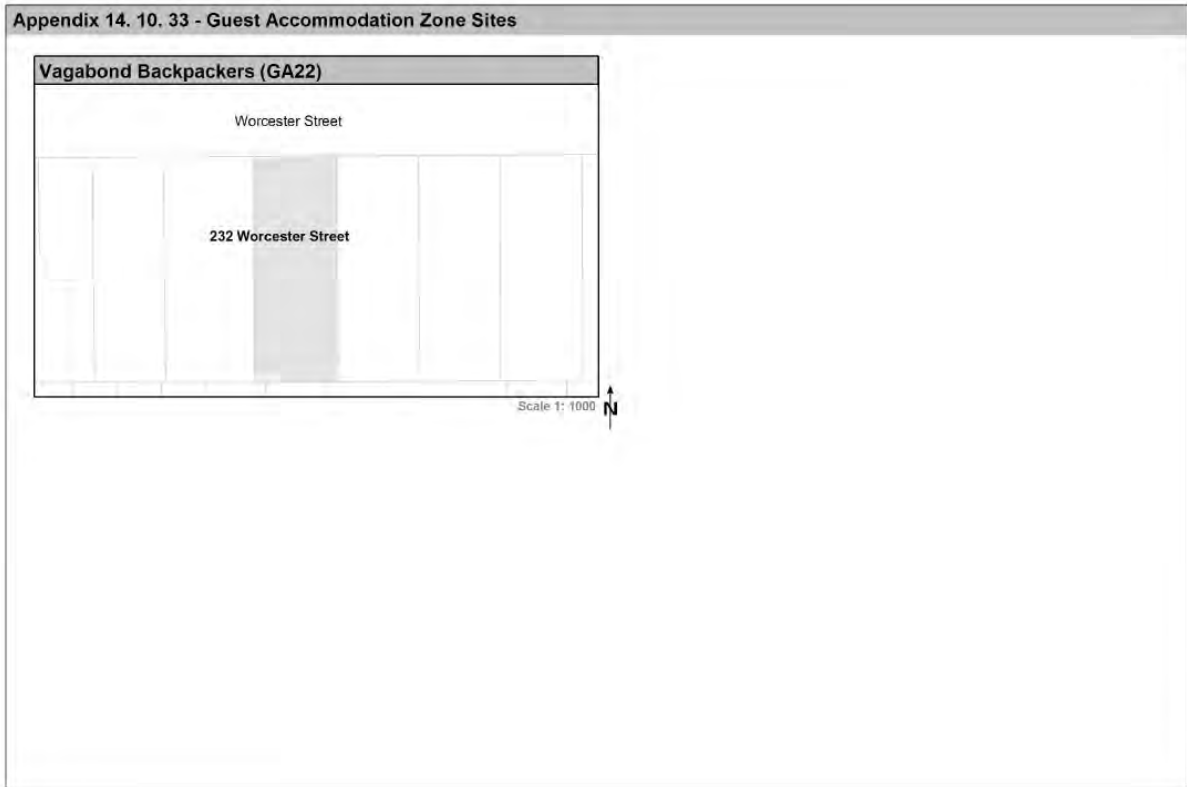 Appendix 14. 10. 33 - Guest Accommodation Zone Sites
Vagabond Backpackers (GA22)
Worcester Street
232 Worcester Street
Scale 1: 1000
N